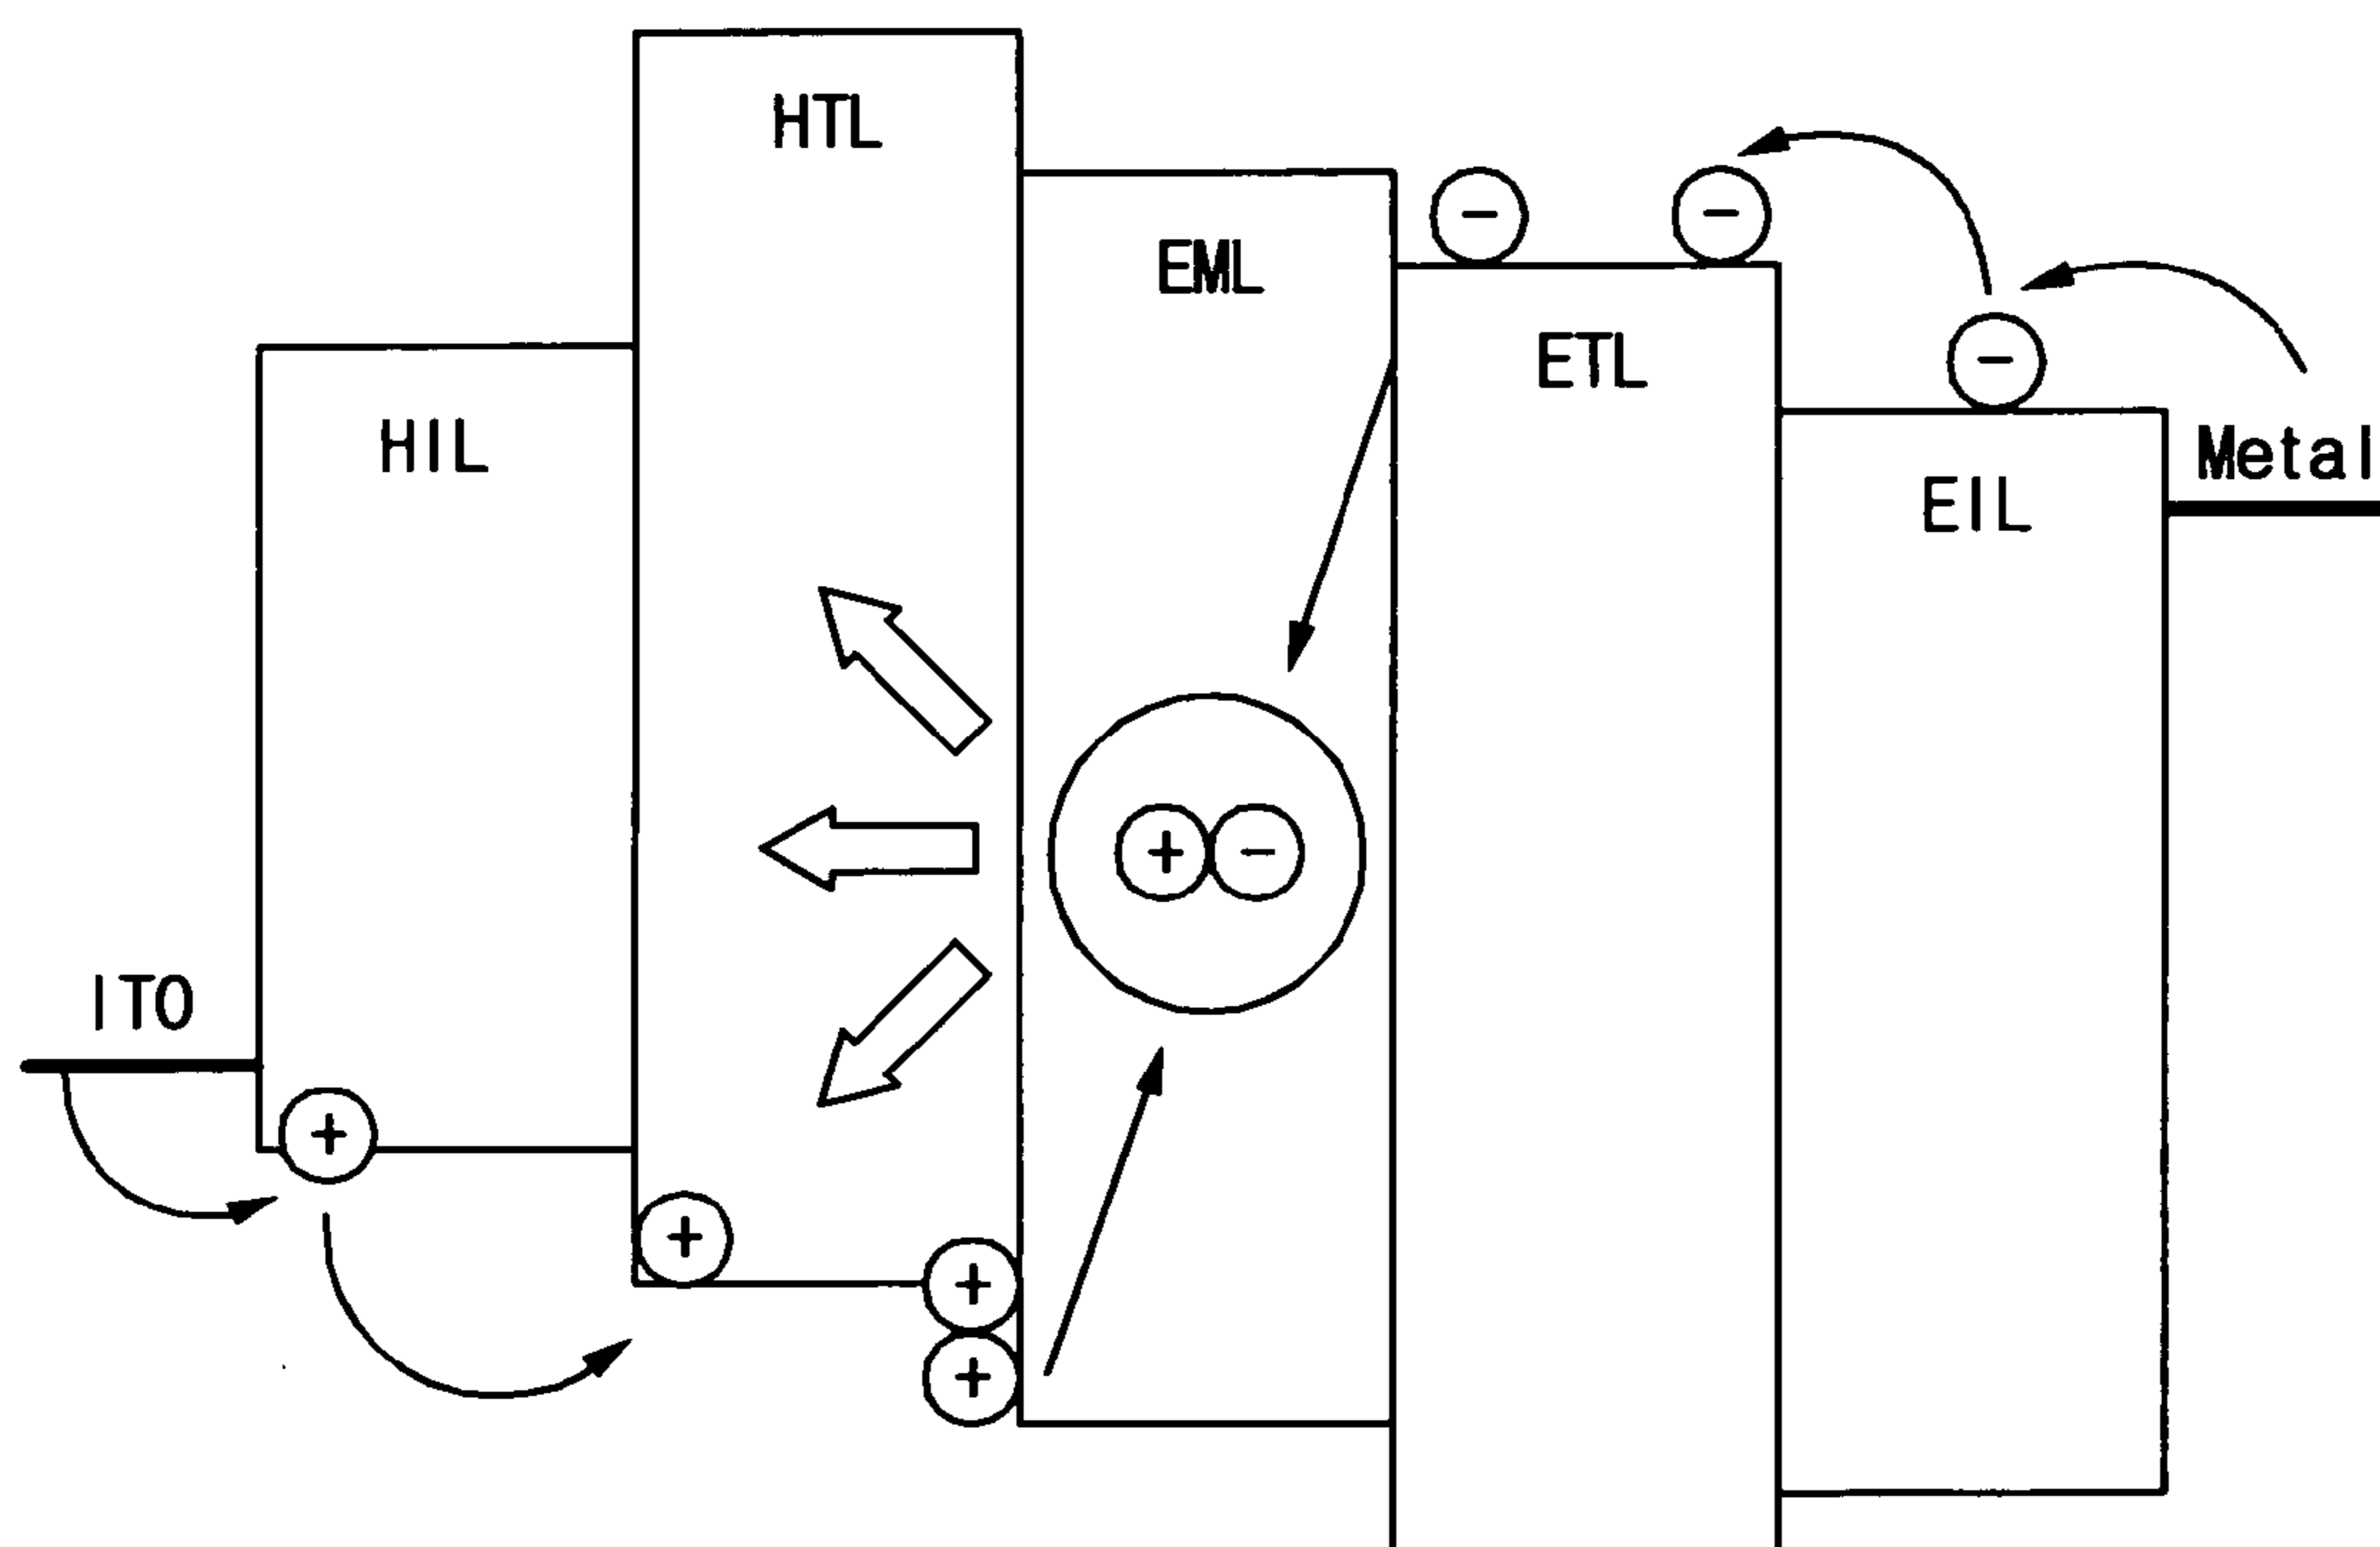 HTL
EML
ETL
HIL
Metal
EIL
− −
−
+ −
ITO
+
+
+
+